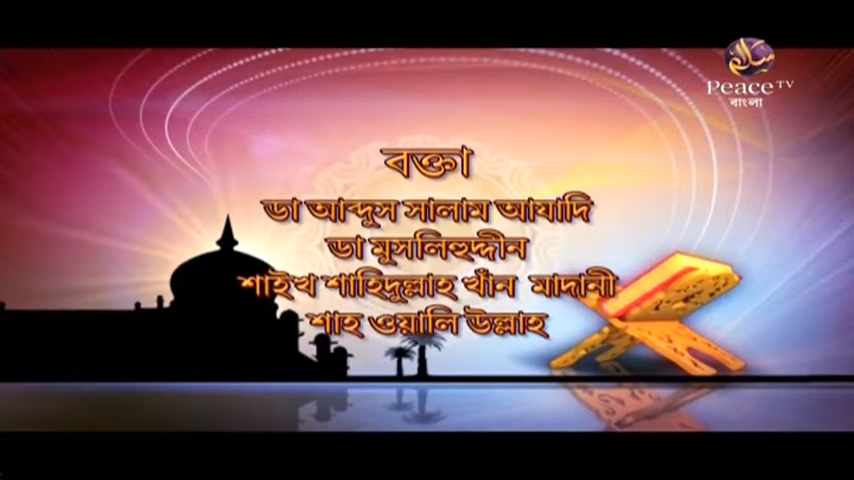 Peace TV
বাংলা
বক্তা
ডা আব্দুস সালাম আযাদি
ডা মুসলিহুদ্দীন
শাইখ শাহিদুল্লাহ খাঁন মাদানী
শাহ ওয়ালি উল্লাহ